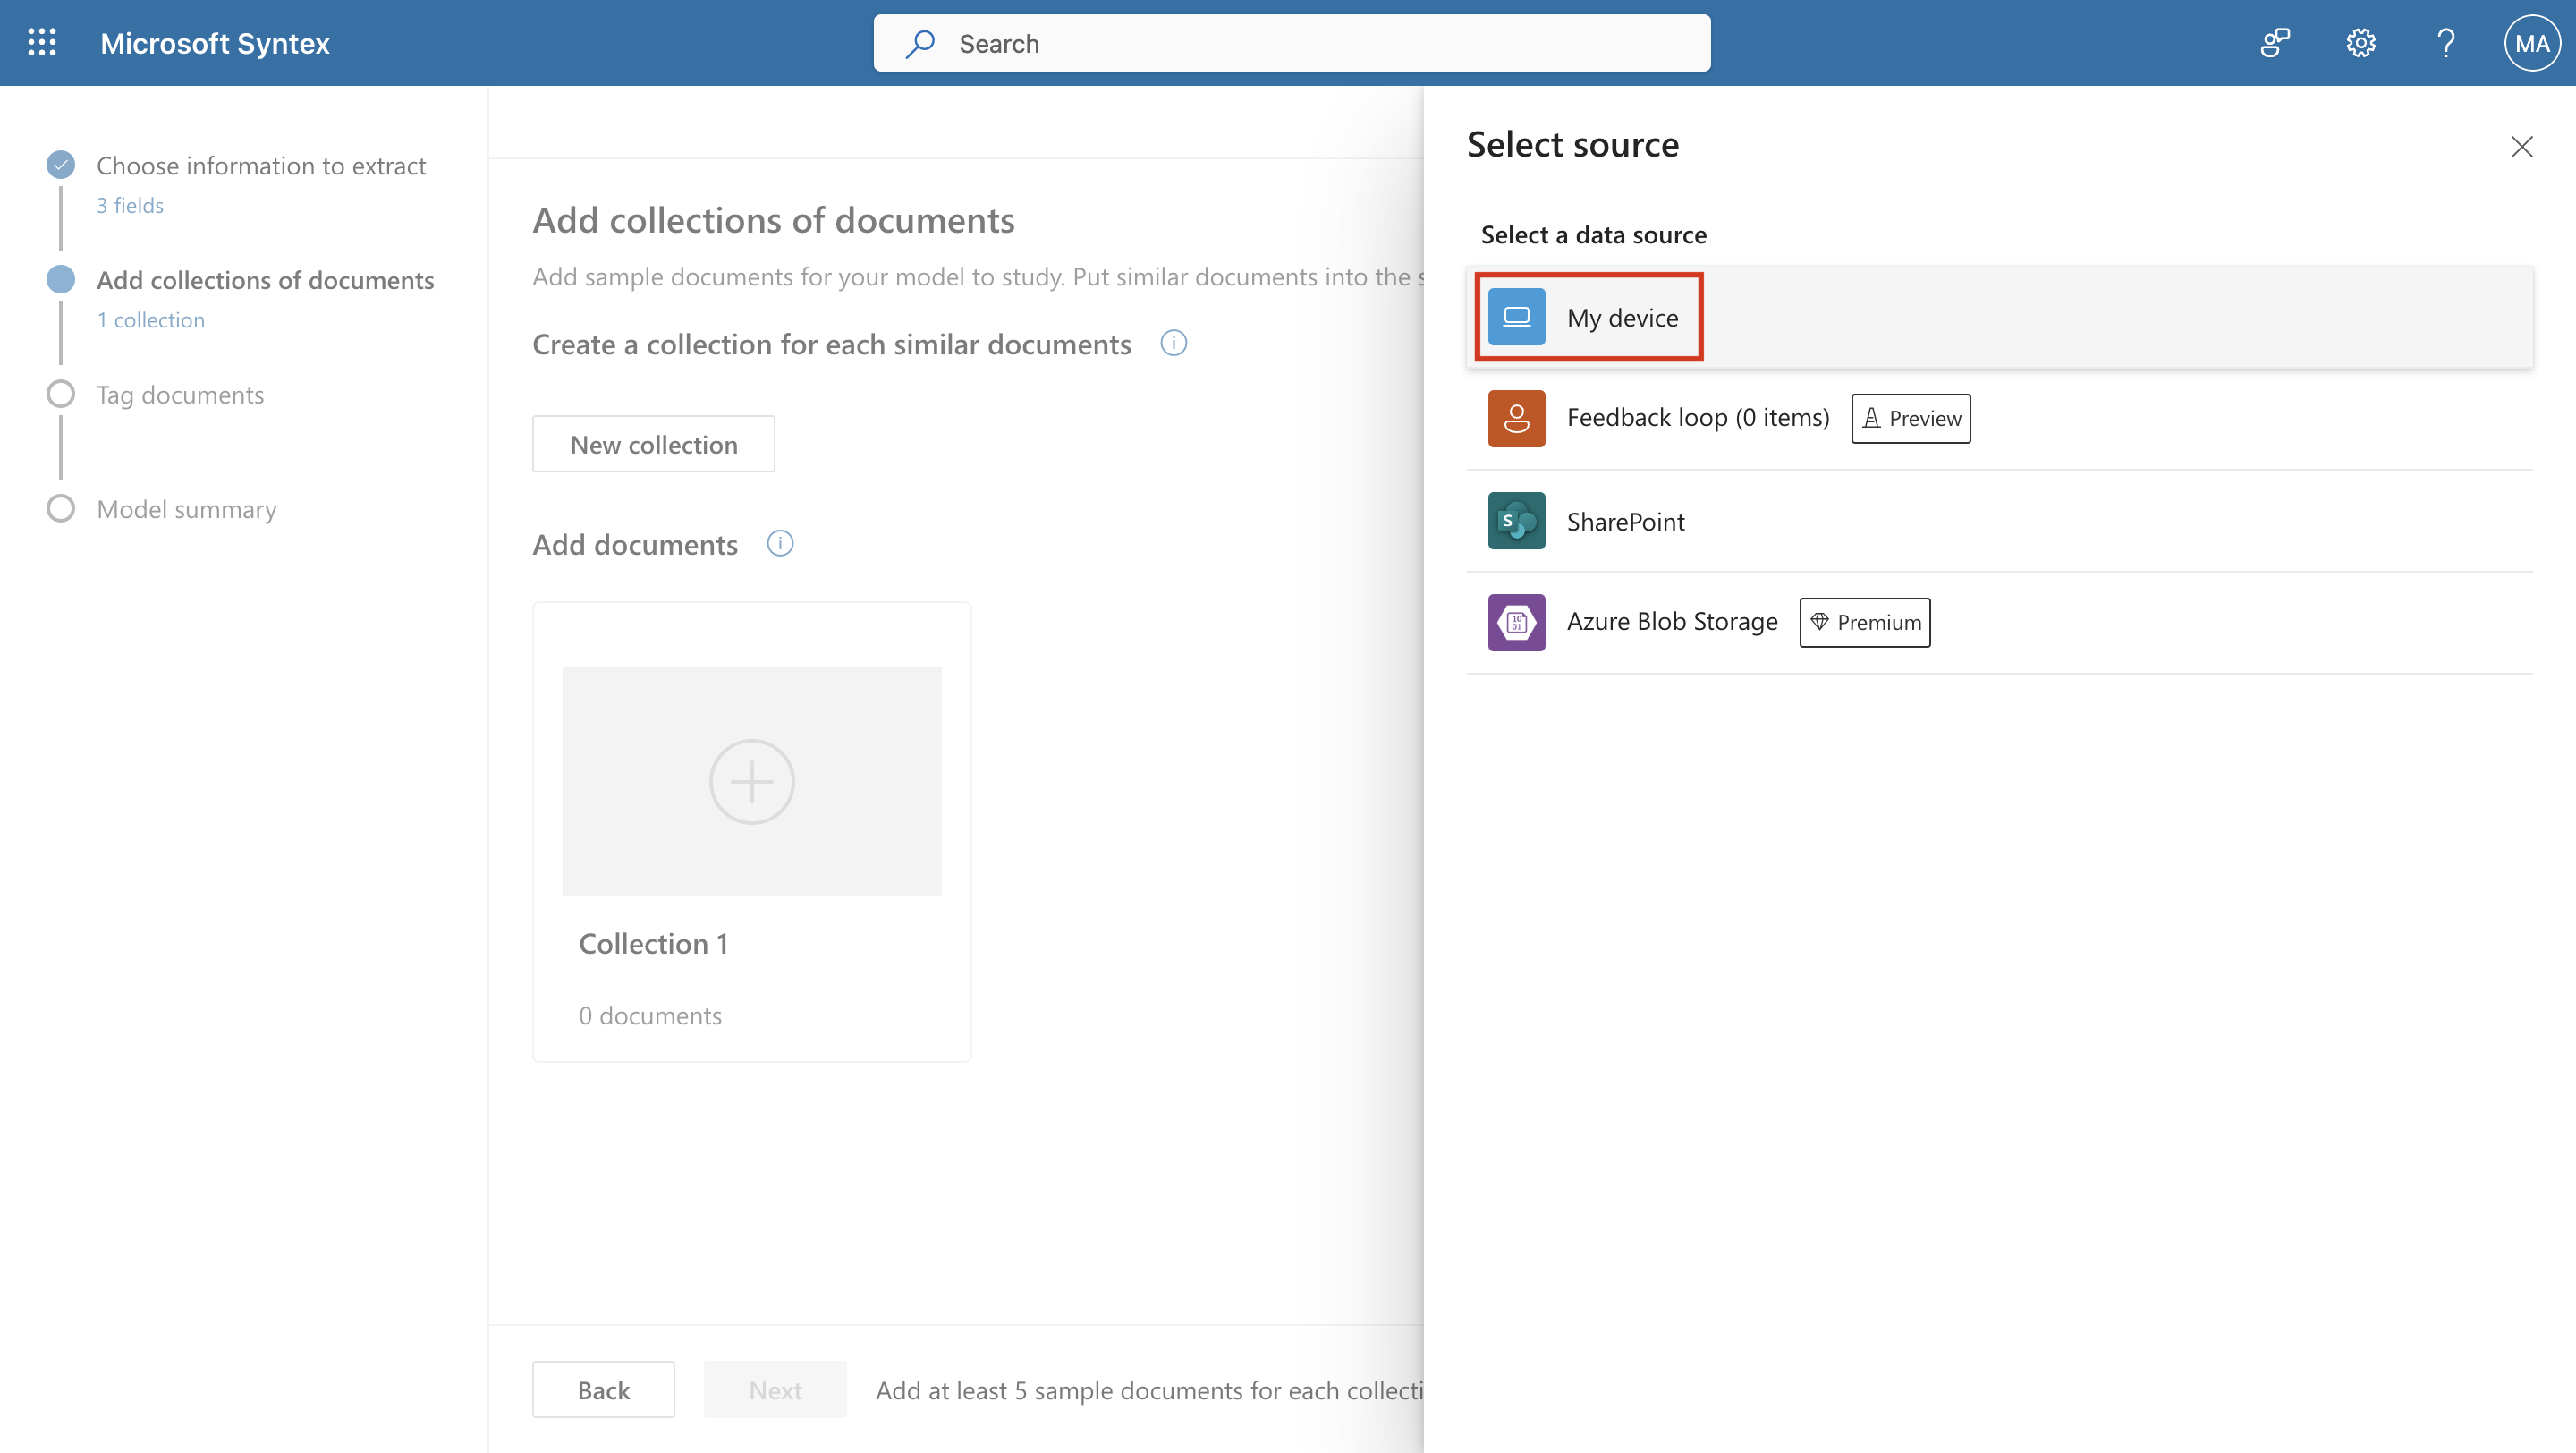 Microsoft Syntex
Search
MA
Choose information to extract
3 fields
Add collections of documents
1 collection
Tag documents
Model summary
Add collections of documents
Add sample documents for your model to study. Put similar documents into the
Create a collection for each similar documents
New collection
Add documents
Collection 1
0 documents
Back
Next
Add at least 5 sample documents for each collecti
Select source
Select a data source
My device
Feedback loop (0 items)
Preview
S
SharePoint
10
01
Azure Blob Storage
Premium